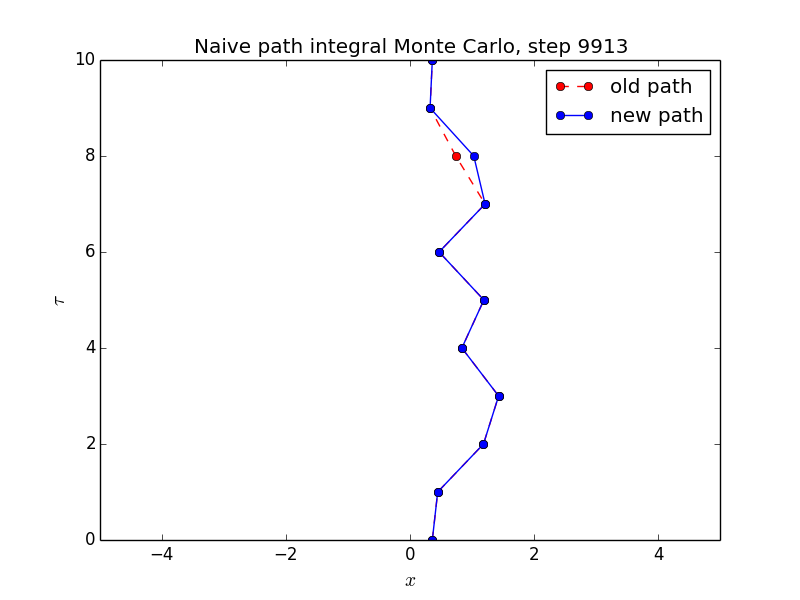 Naive path integral Monte Carlo, step 9913
old path
new path
10
8
6
4
2
0
τ
−4
−2
0
2
4
x